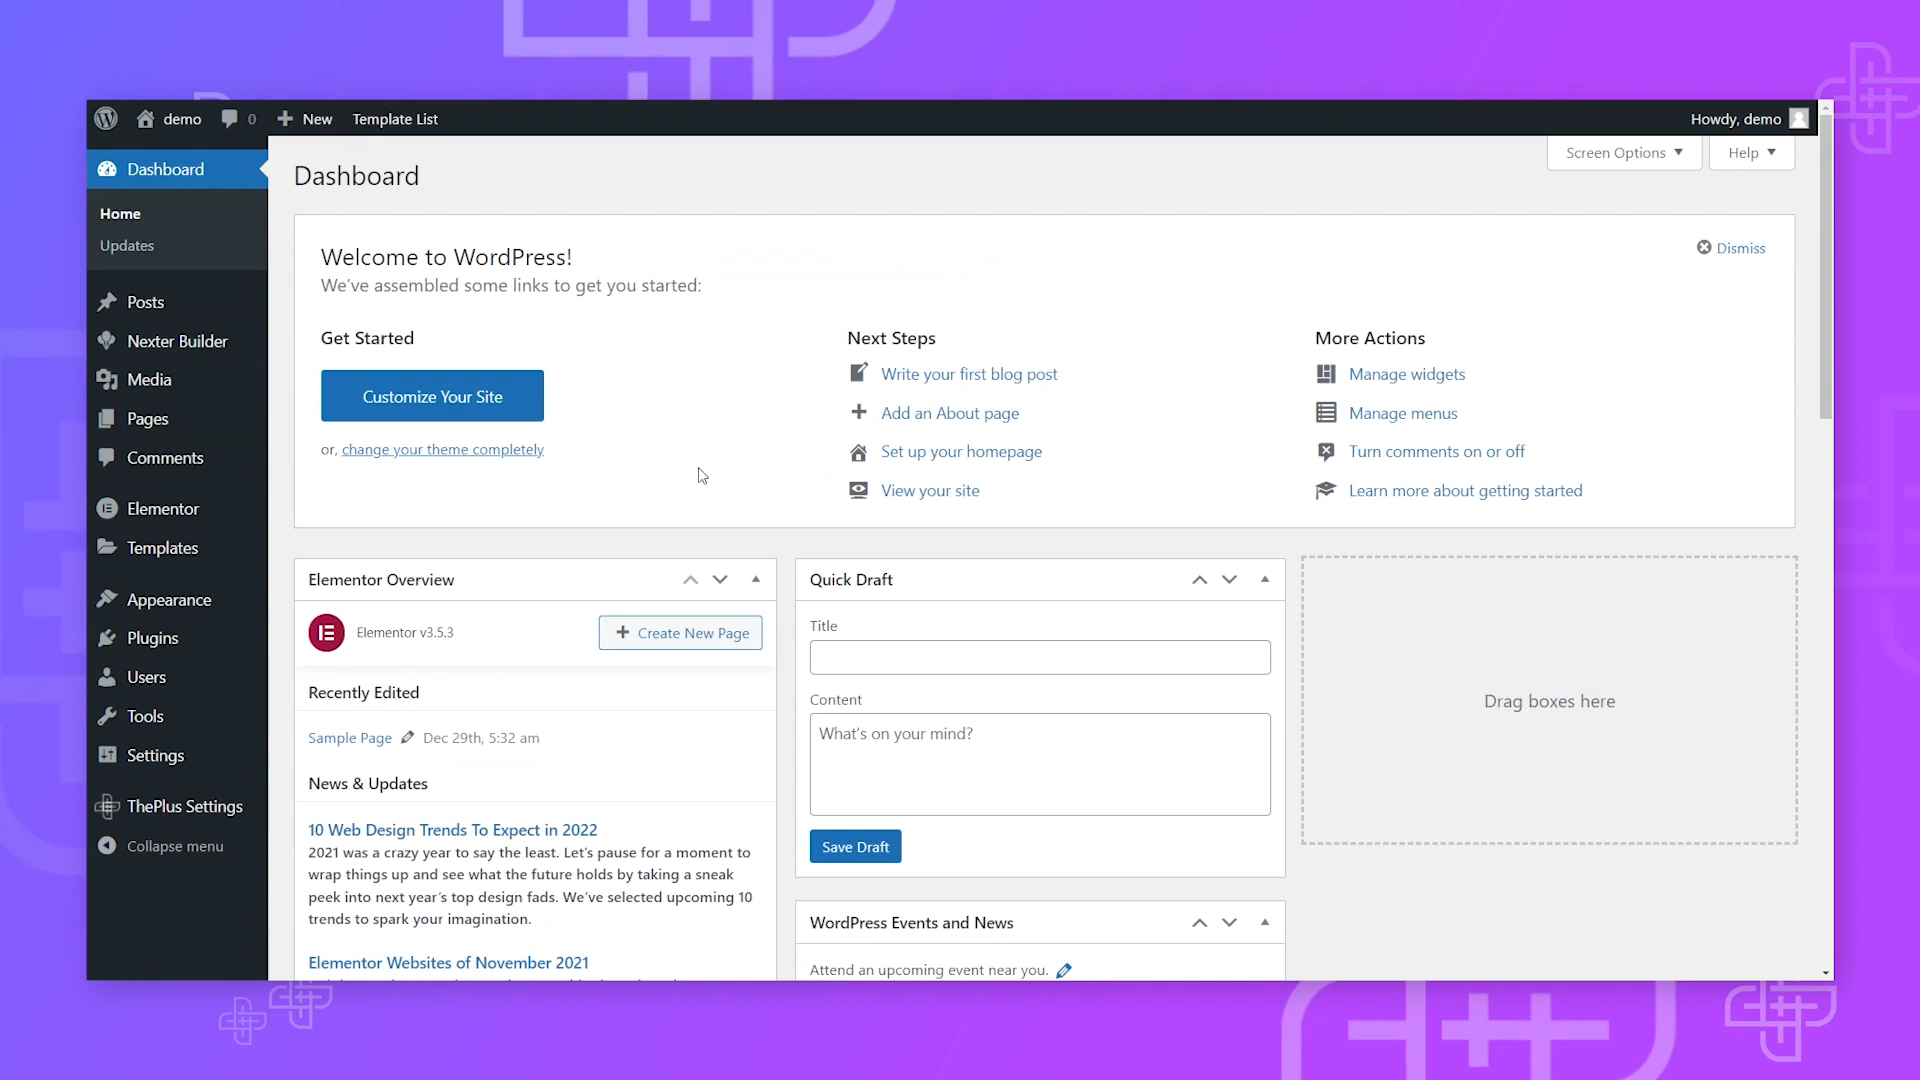 demo 0 New Template List Howdy, demo
Screen Options Help
Dashboard
Home
Updates
Posts
Nexter Builder
Media
Pages
Comments
Elementor
Templates
Appearance
Plugins
Users
Tools
Settings
ThePlus Settings
Collapse menu
Dashboard
Welcome to WordPress!
Dismiss
We've assembled some links to get you started:
Get Started
Customize Your Site
or, change your theme completely
Next Steps
Write your first blog post
Add an About page
Set up your homepage
View your site
More Actions
Manage widgets
Manage menus
Turn comments on or off
Learn more about getting started
Elementor Overview
Elementor v3.5.3
Create New Page
Recently Edited
Sample Page Dec 29th, 5:32 am
News & Updates
10 Web Design Trends To Expect in 2022
2021 was a crazy year to say the least. Let's pause for a moment to
wrap things up and see what the future holds by taking a sneak
peek into next year's top design fads. We've selected upcoming 10
trends to spark your imagination.
Elementor Websites of November 2021
Quick Draft
Title
Content
What's on your mind?
Save Draft
WordPress Events and News
Attend an upcoming event near you.
Drag boxes here